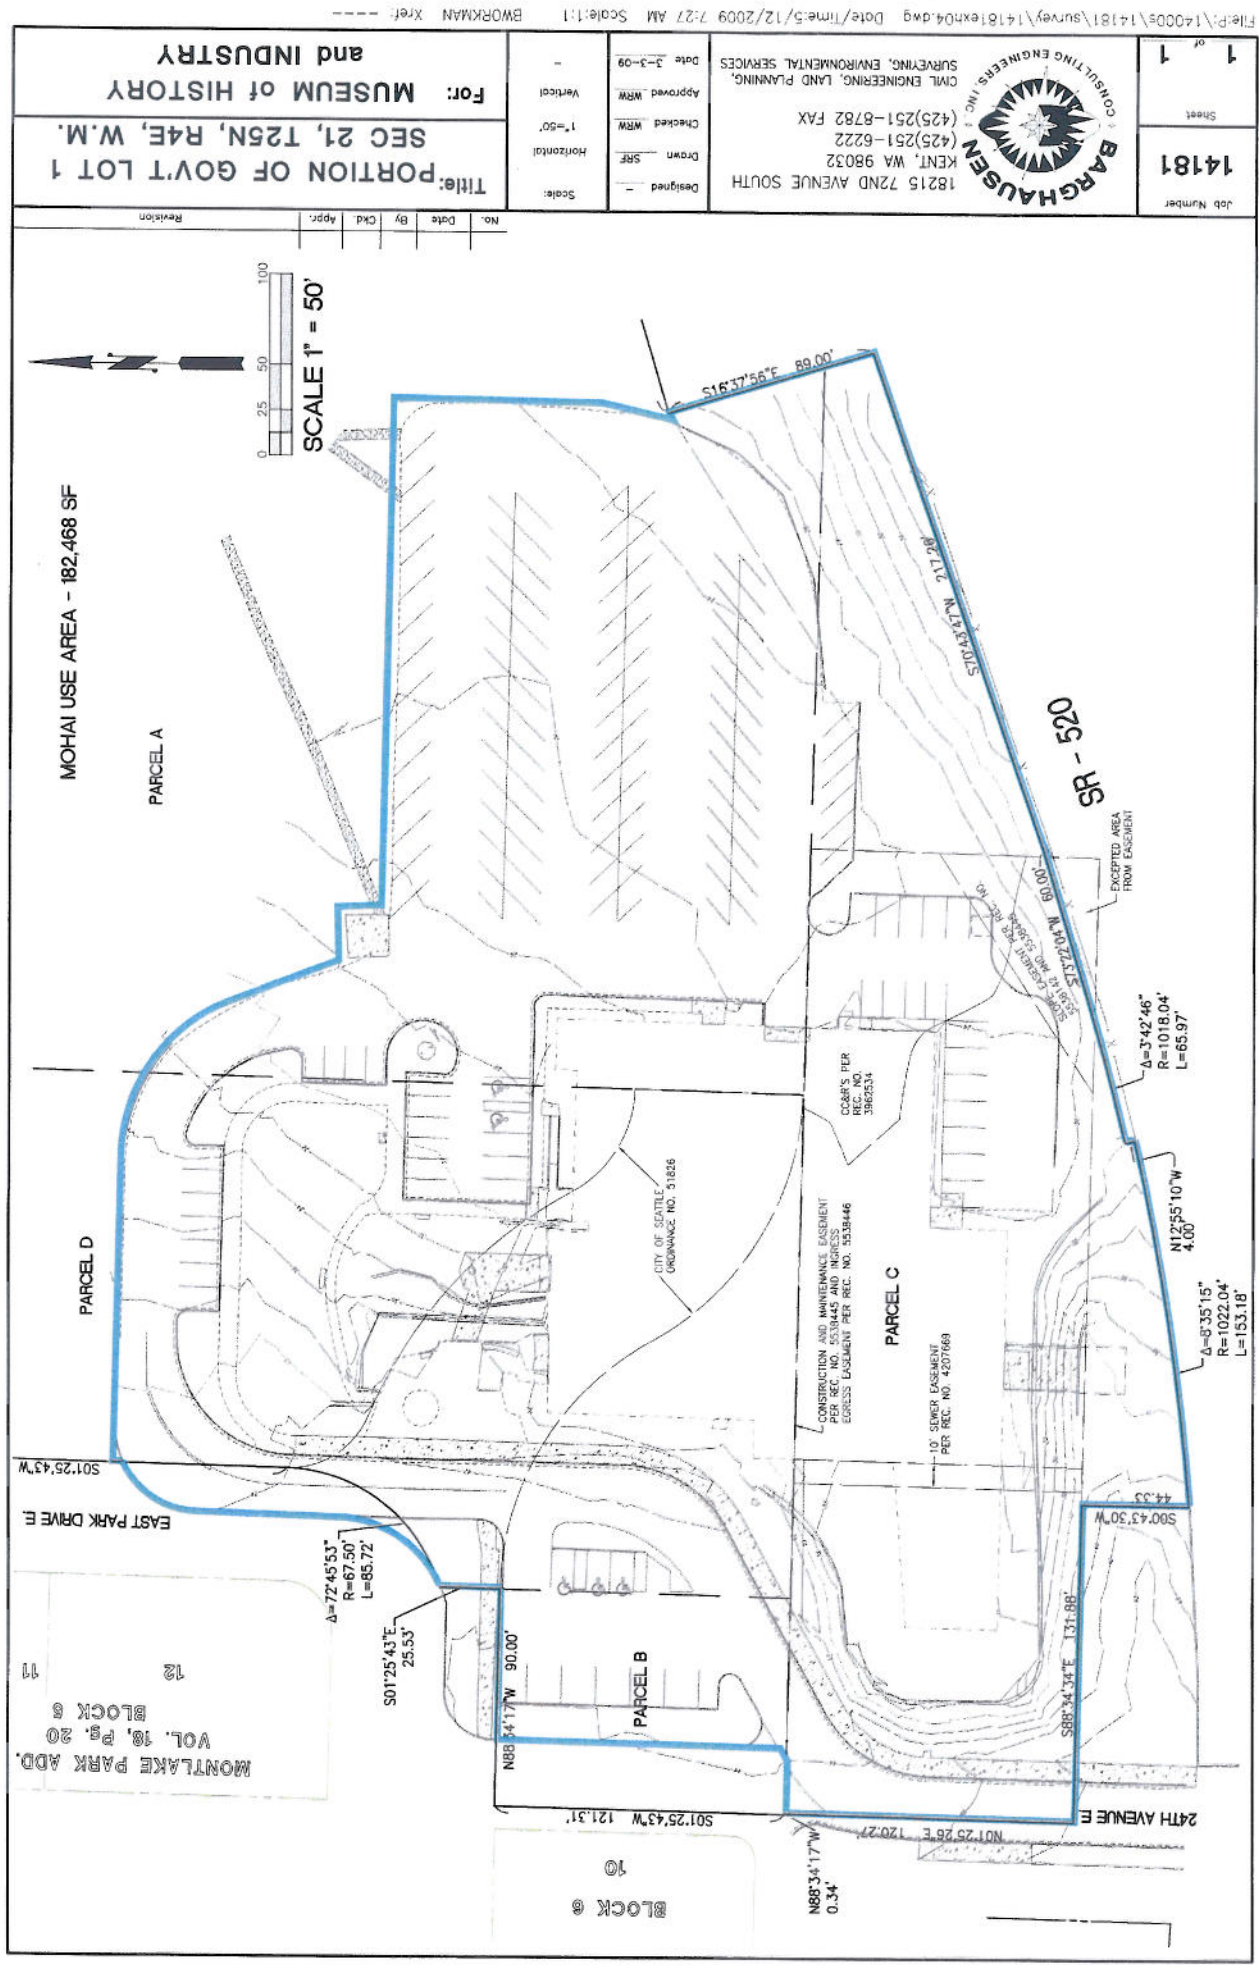 File:P:\14000s\14181\survey\14181exh04.dwg Date/Time:5/12/2009 7:27 AM Scale:1:1 BWORKMAN Xref:
Job Number
14181
Sheet
1 of 1
BARGHAUSEN
CONSULTING ENGINEERS, INC.
18215 72ND AVENUE SOUTH
KENT, WA 98032
(425)251-6222
(425)251-8782 FAX
CIVIL ENGINEERING, LAND PLANNING,
SURVEYING, ENVIRONMENTAL SERVICES
Designed -
Drawn SRF
Checked WRW
Approved WRW
Date 3-3-09
Scale:
Horizontal
1"=50'
Vertical
-
Title:
PORTION OF GOV'T LOT 1
SEC 21, T25N, R4E, W.M.
For:
MUSEUM of HISTORY
and INDUSTRY
No. Date By Ckd. Appr. Revision
SCALE 1" = 50'
0 25 50 100
MOHAI USE AREA - 182,468 SF
PARCEL A
PARCEL D
S16°37'56"E 89.00'
S70°43'47"W 217.26'
SR - 520
EXCEPTED AREA
FROM EASEMENT
SLOPE EASEMENT PER REC. NO.
5538142 AND 5538446
S73°22'04"W 60.00'
Δ=3°42'46"
R=1018.04'
L=65.97'
CC&R'S PER
REC. NO.
3962534
N12°55'10"W
4.00'
CITY OF SEATTLE
ORDINANCE NO. 51826
CONSTRUCTION AND MAINTENANCE EASEMENT
PER REC. NO. 5538445 AND INGRESS
EGRESS EASEMENT PER REC. NO. 5538446
PARCEL C
Δ=8°35'15"
R=1022.04'
L=153.18'
10' SEWER EASEMENT
PER REC. NO. 4207669
S01°25'43"W
EAST PARK DRIVE E.
S00°43'30"W
44.33
Δ=72°45'53"
R=67.50'
L=85.72'
S01°25'43"E
25.53'
N88°34'17"W 90.00'
PARCEL B
S88°34'34"E 131.88'
MONTLAKE PARK ADD.
VOL. 18, Pg. 20
BLOCK 5
12 11
S01°25'43"W 121.31'
N01°25'26"E 120.27'
24TH AVENUE E
N88°34'17"W
0.34'
BLOCK 6
10